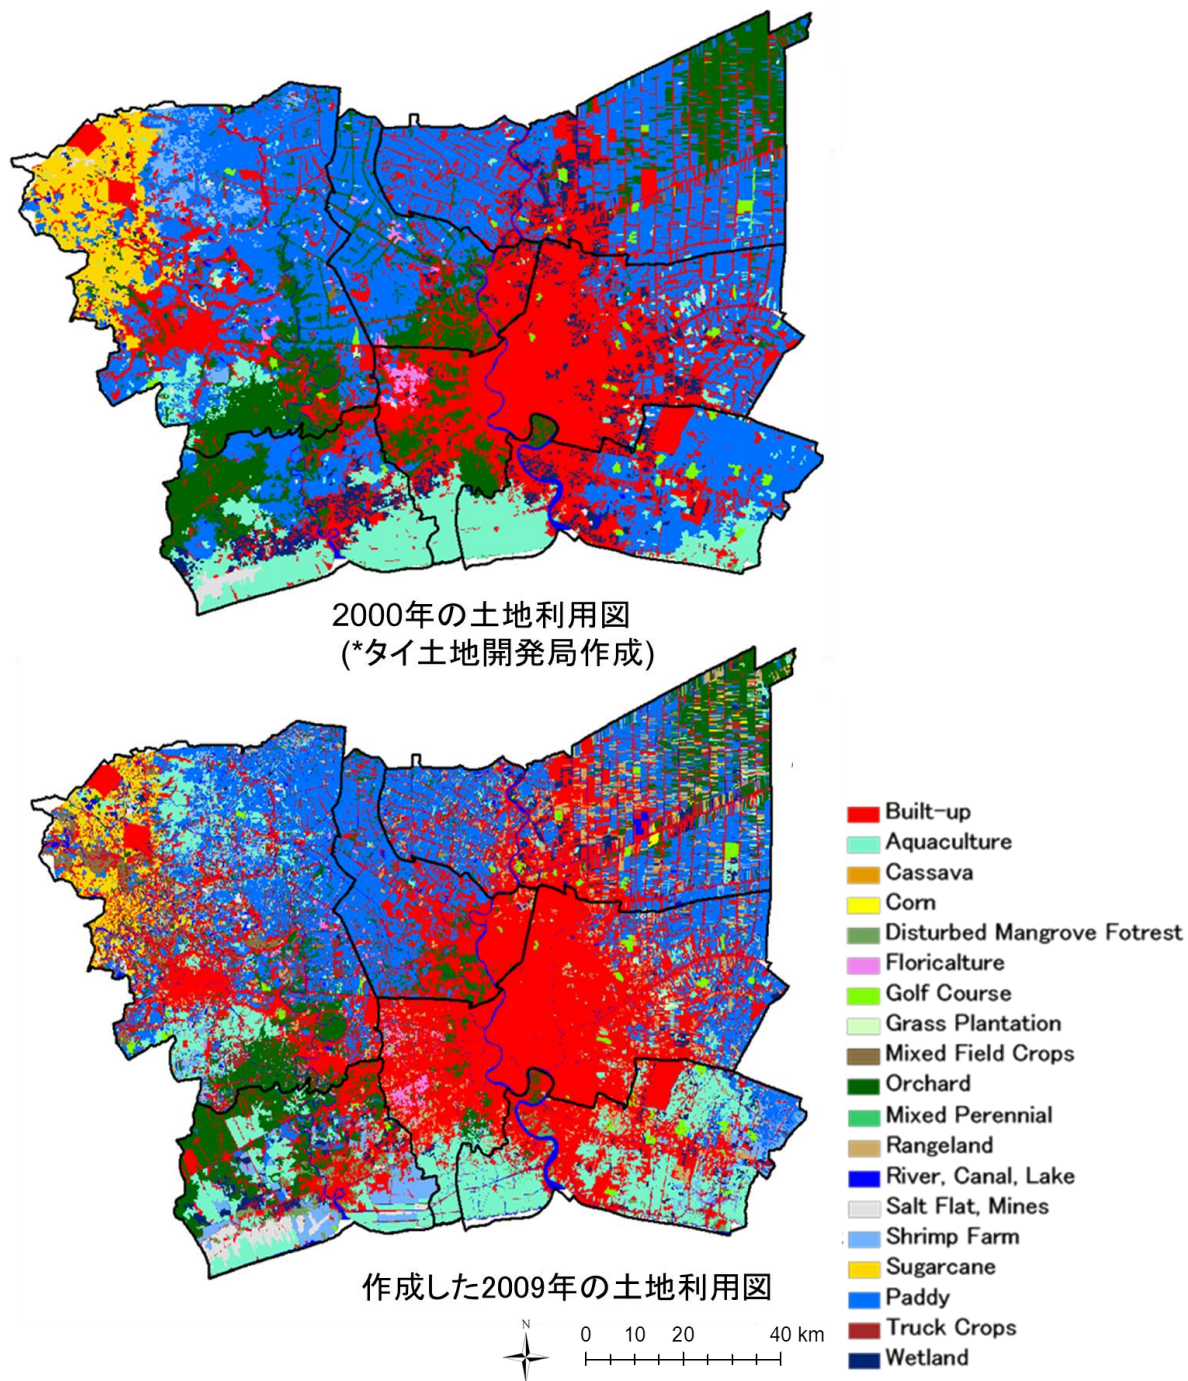 2000年の土地利用図
(*タイ土地開発局作成)
Built-up
Aquaculture
Cassava
Corn
Disturbed Mangrove Fotrest
Floricalture
Golf Course
Grass Plantation
Mixed Field Crops
Orchard
Mixed Perennial
Rangeland
River, Canal, Lake
Salt Flat, Mines
Shrimp Farm
Sugarcane
Paddy
Truck Crops
Wetland
作成した2009年の土地利用図
N
0 10 20 40 km